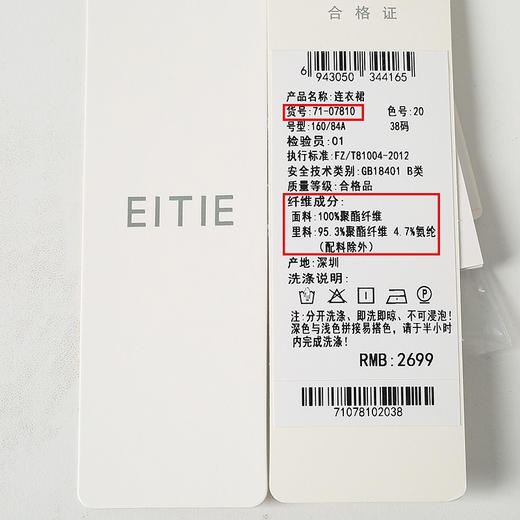 合格证
EITIE
6 943050 344165
产品名称:连衣裙
货号:71-07810 色号:20
号型:160/84A 38码
检验员:01
执行标准:FZ/T81004-2012
安全技术类别:GB18401 B类
质量等级:合格品
纤维成分:
面料:100%聚酯纤维
里料:95.3%聚酯纤维 4.7%氨纶
(配料除外)
产地:深圳
洗涤说明:
P
注:分开洗涤、即洗即晾、不可浸泡!
深色与浅色拼接易搭色,请于半小时
内完成洗涤!
RMB:2699
71078102038